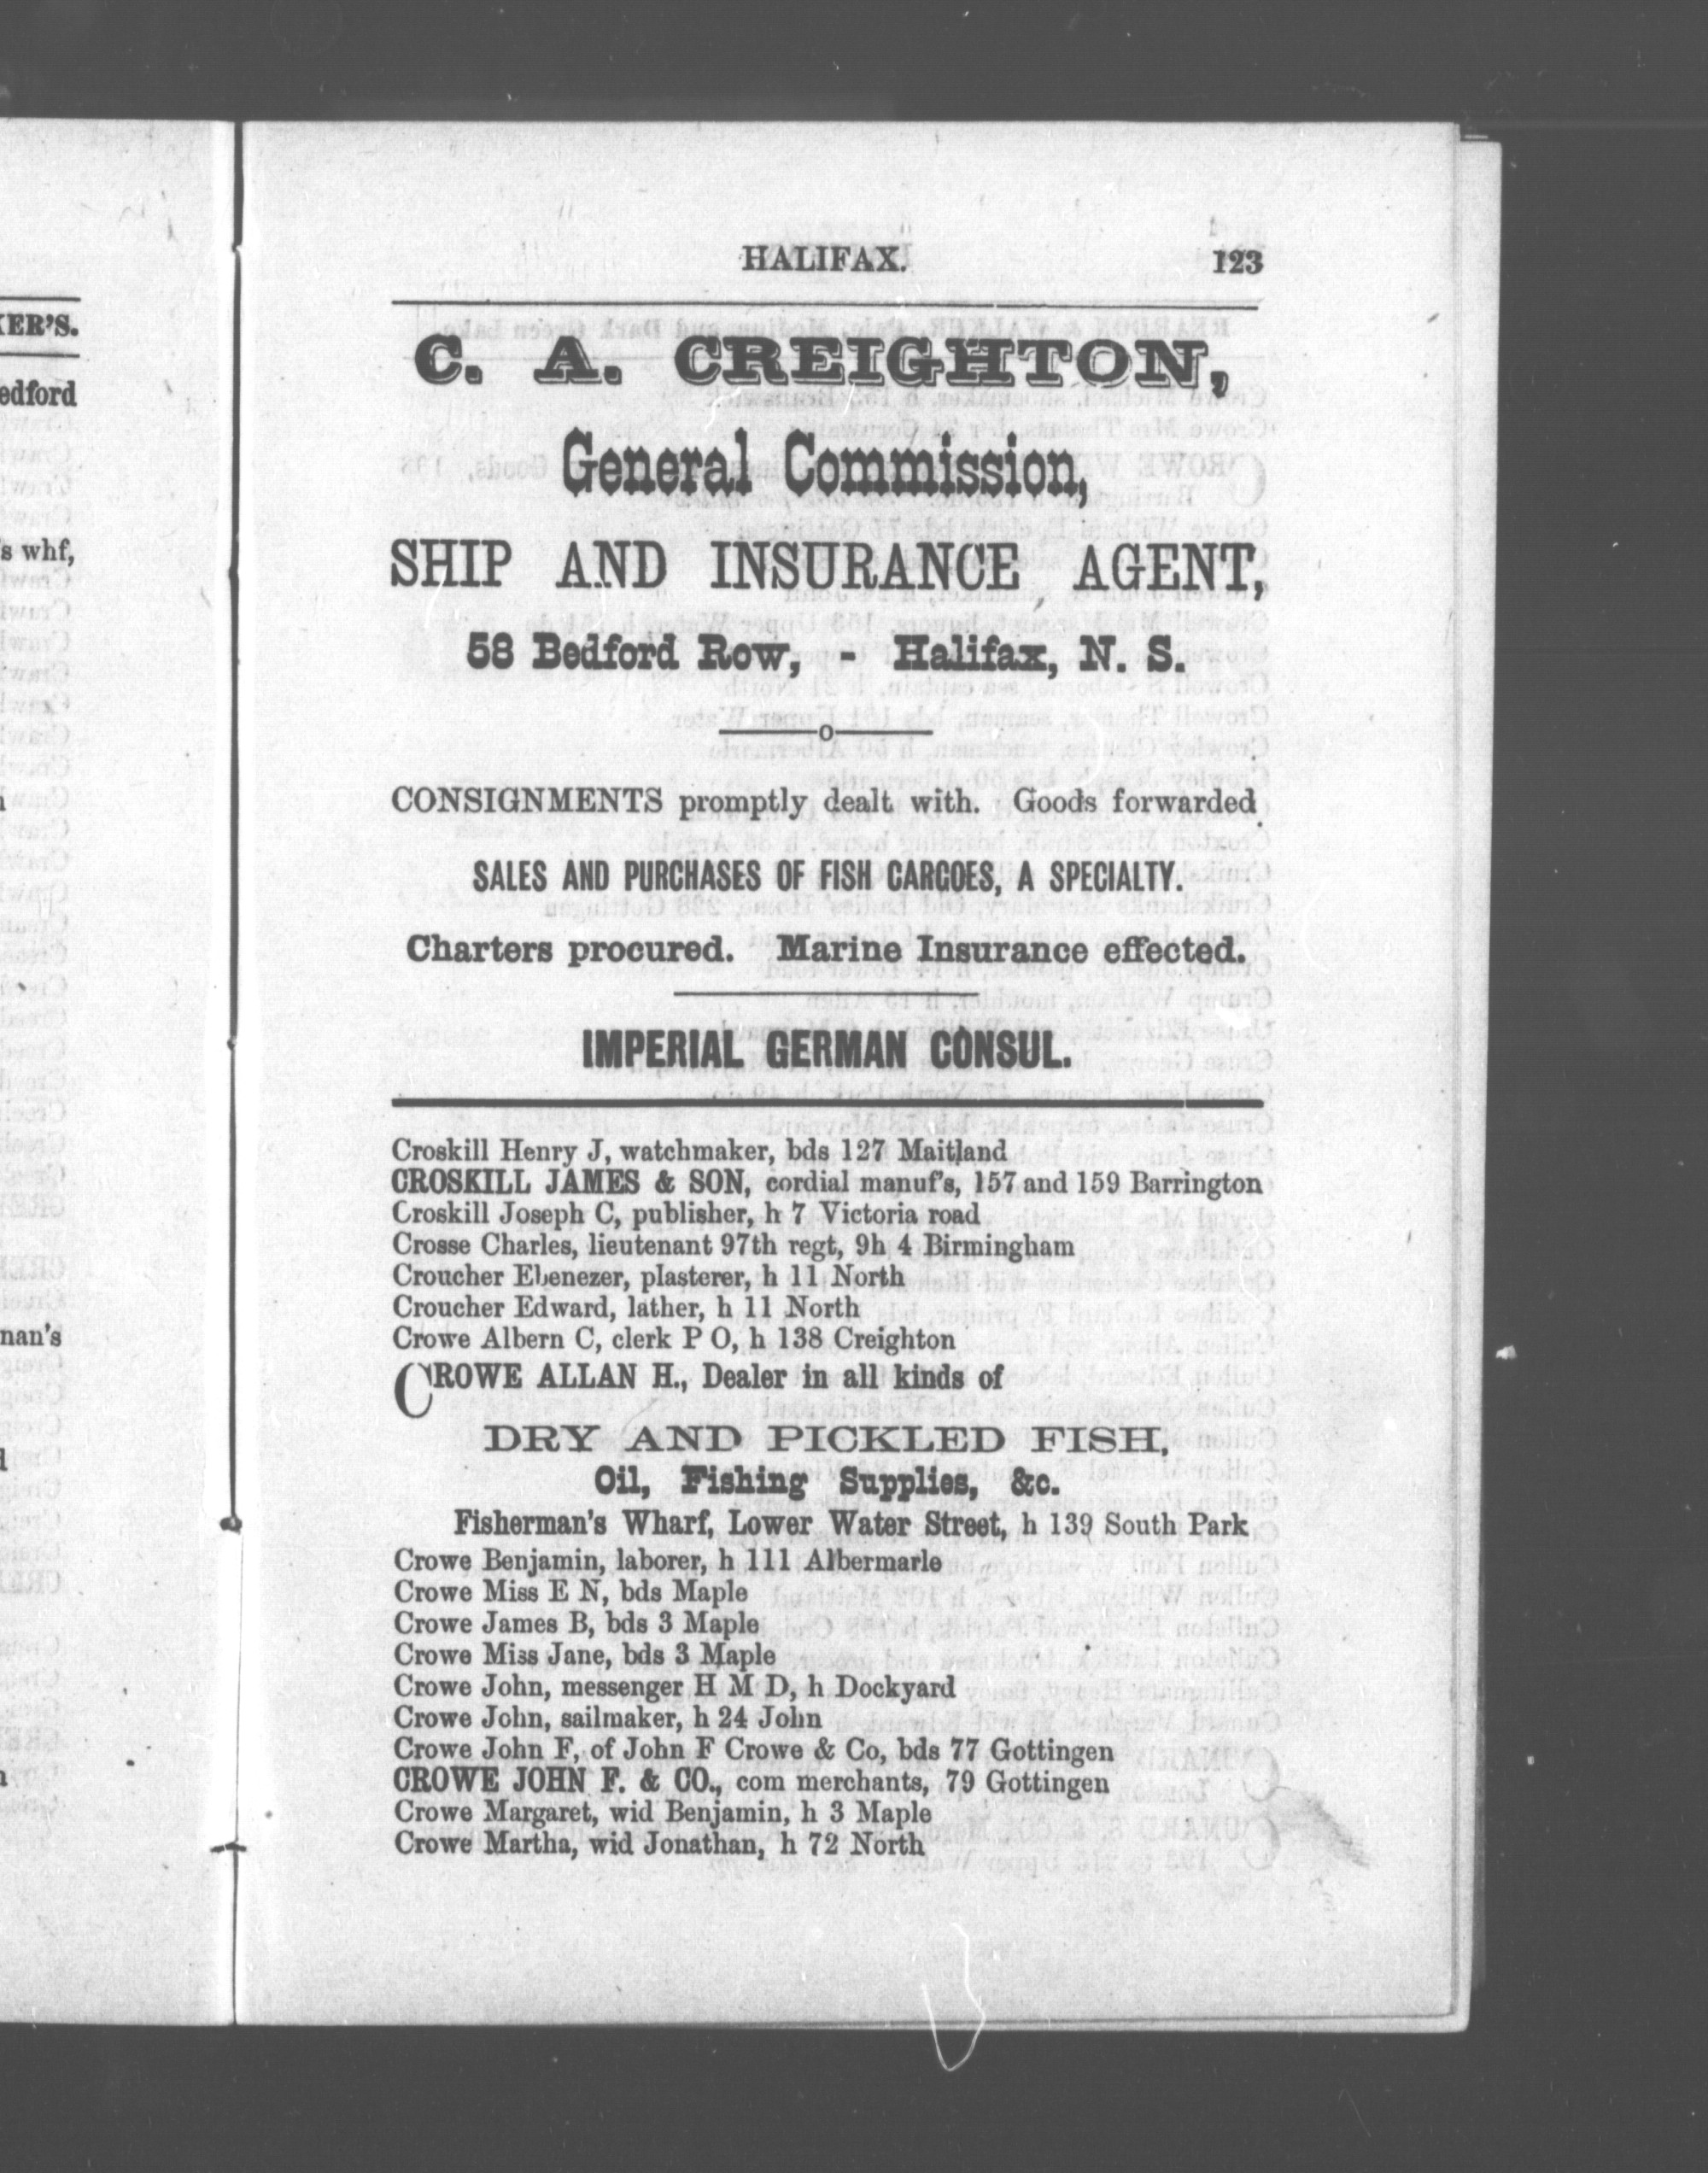 HALIFAX. 123
C. A. CREIGHTON,
General Commission,
SHIP AND INSURANCE AGENT,
58 Bedford Row, - Halifax, N. S.
o
CONSIGNMENTS promptly dealt with. Goods forwarded
SALES AND PURCHASES OF FISH CARGOES, A SPECIALTY.
Charters procured. Marine Insurance effected.
IMPERIAL GERMAN CONSUL.
Croskill Henry J, watchmaker, bds 127 Maitland
CROSKILL JAMES & SON, cordial manuf's, 157 and 159 Barrington
Croskill Joseph C, publisher, h 7 Victoria road
Crosse Charles, lieutenant 97th regt, 9h 4 Birmingham
Croucher Ebenezer, plasterer, h 11 North
Croucher Edward, lather, h 11 North
Crowe Albern C, clerk P O, h 138 Creighton
CROWE ALLAN H., Dealer in all kinds of
DRY AND PICKLED FISH,
Oil, Fishing Supplies, &c.
Fisherman's Wharf, Lower Water Street, h 139 South Park
Crowe Benjamin, laborer, h 111 Albermarle
Crowe Miss E N, bds Maple
Crowe James B, bds 3 Maple
Crowe Miss Jane, bds 3 Maple
Crowe John, messenger H M D, h Dockyard
Crowe John, sailmaker, h 24 John
Crowe John F, of John F Crowe & Co, bds 77 Gottingen
CROWE JOHN F. & CO., com merchants, 79 Gottingen
Crowe Margaret, wid Benjamin, h 3 Maple
Crowe Martha, wid Jonathan, h 72 North